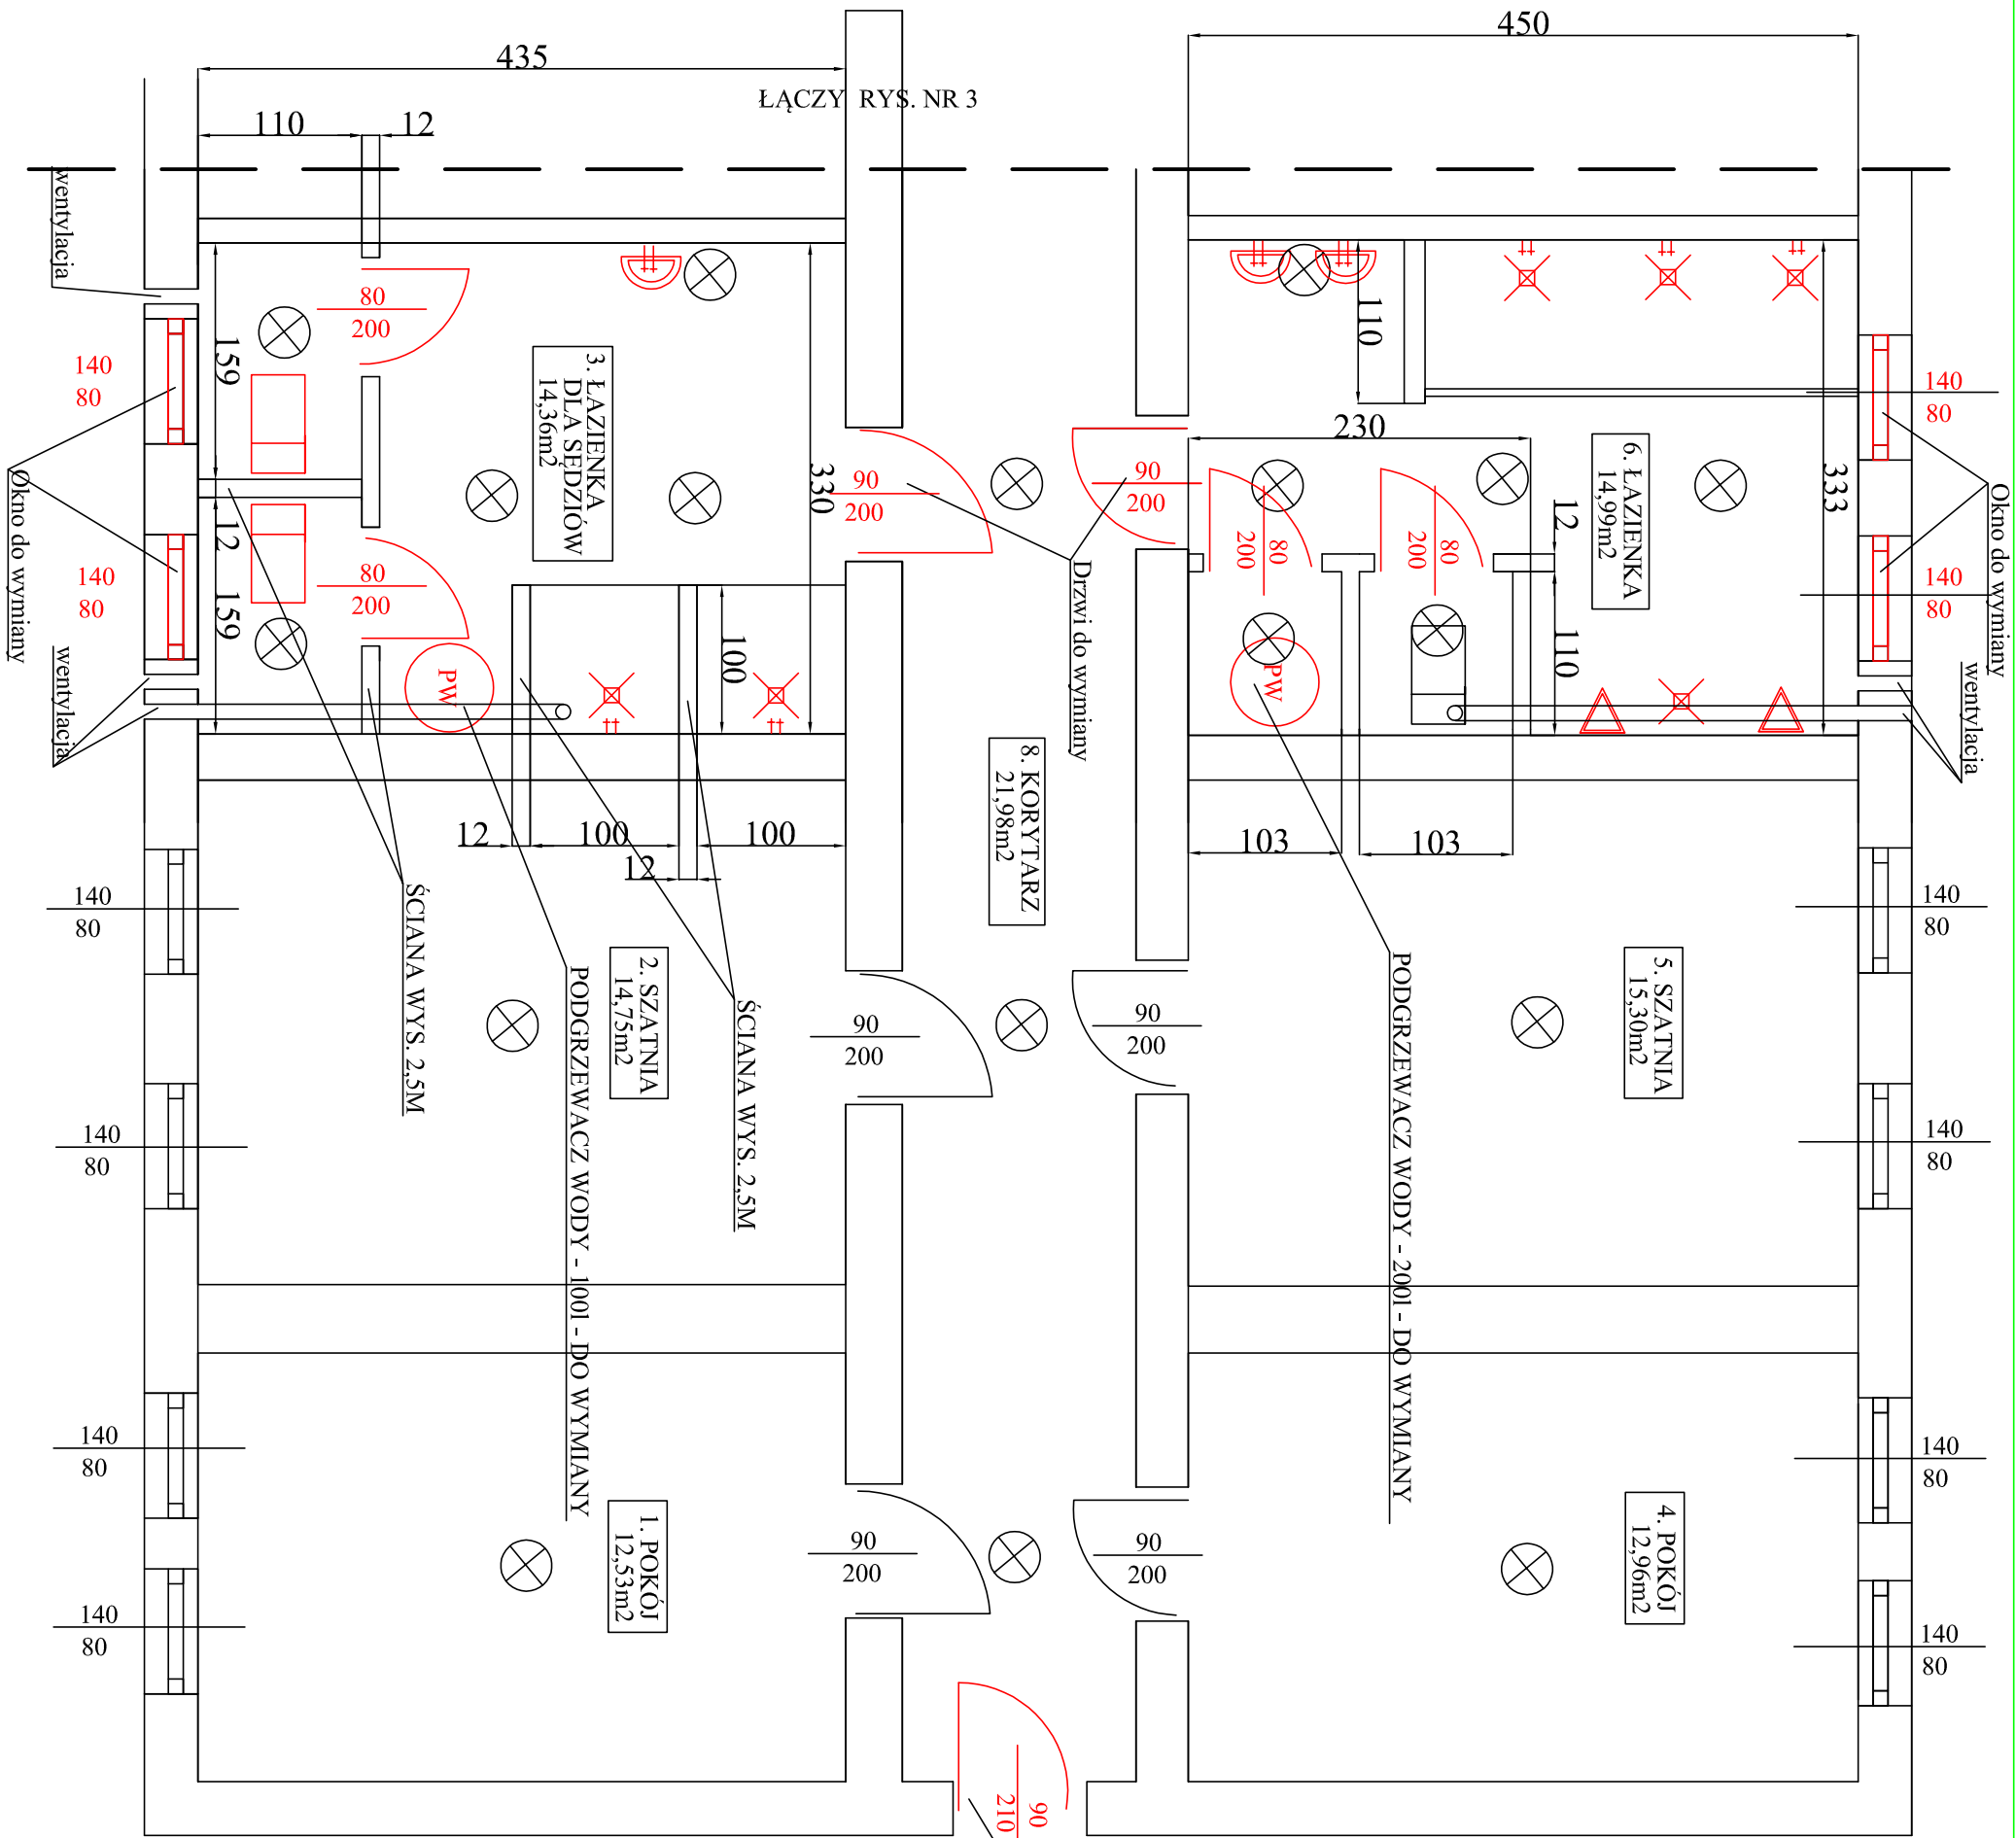 450
435
ŁĄCZY RYS. NR 3
110
12
wentylacja
159
12
159
80
200
80
200
140
80
140
80
Okno do wymiany
wentylacja
3. ŁAZIENKA
DLA SĘDZIÓW
14,36m2
330
100
PW
12
100
12
100
90
200
90
200
Drzwi do wymiany
110
230
333
12
110
6. ŁAZIENKA
14,99m2
80
200
80
200
PW
103
103
140
80
140
80
Okno do wymiany
wentylacja
8. KORYTARZ
21,98m2
ŚCIANA WYS. 2,5M
PODGRZEWACZ WODY - 100l - DO WYMIANY
ŚCIANA WYS. 2,5M
PODGRZEWACZ WODY - 200l - DO WYMIANY
2. SZATNIA
14,75m2
5. SZATNIA
15,30m2
140
80
140
80
90
200
90
200
140
80
140
80
1. POKÓJ
12,53m2
4. POKÓJ
12,96m2
140
80
140
80
90
200
90
200
140
80
140
80
90
210